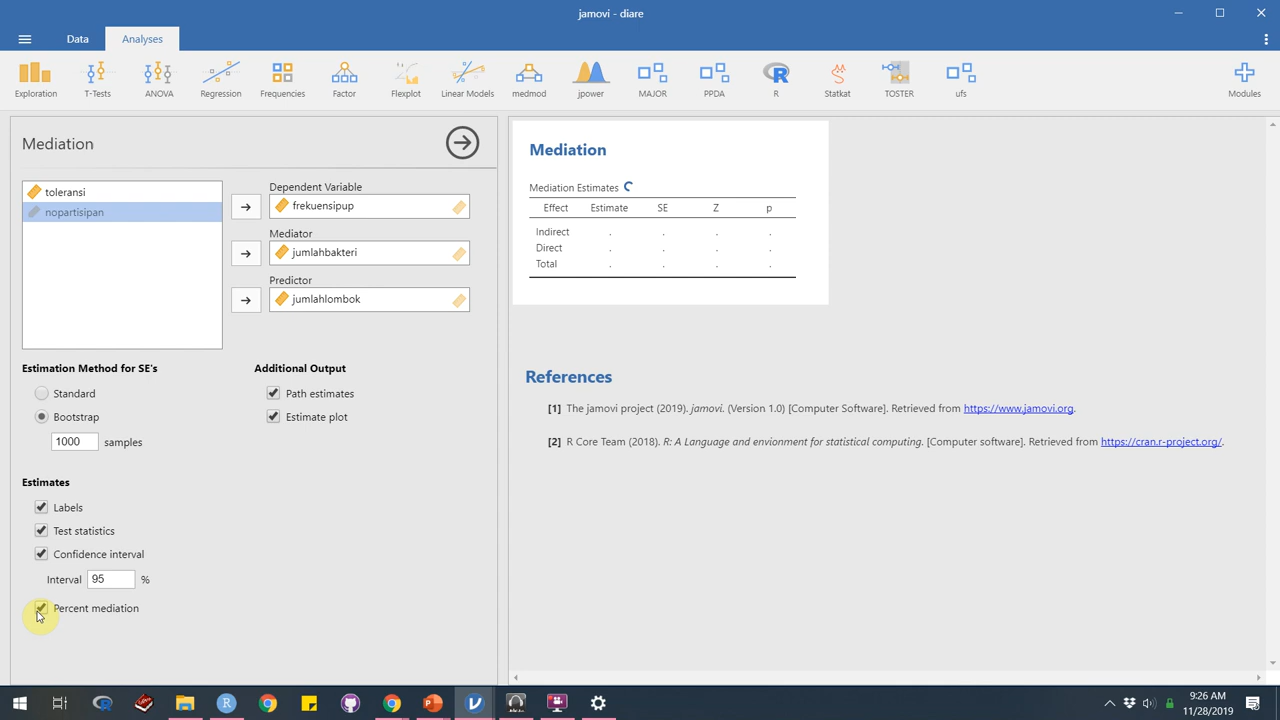 jamovi - diare
Data
Analyses
Exploration
T-Tests
ANOVA
Regression
Frequencies
Factor
Flexplot
Linear Models
medmod
jpower
MAJOR
PPDA
R
Statkat
TOSTER
ufs
Modules
Mediation
toleransi
nopartisipan
Dependent Variable
frekuensipup
Mediator
jumlahbakteri
Predictor
jumlahlombok
Estimation Method for SE's
Standard
Bootstrap
1000 samples
Additional Output
Path estimates
Estimate plot
Estimates
Labels
Test statistics
Confidence interval
Interval 95 %
Percent mediation
Mediation
Mediation Estimates
Effect Estimate SE Z p
Indirect . . . .
Direct . . . .
Total . . . .
References
[1] The jamovi project (2019). jamovi. (Version 1.0) [Computer Software]. Retrieved from https://www.jamovi.org.
[2] R Core Team (2018). R: A Language and envionment for statistical computing. [Computer software]. Retrieved from https://cran.r-project.org/.
9:26 AM
11/28/2019